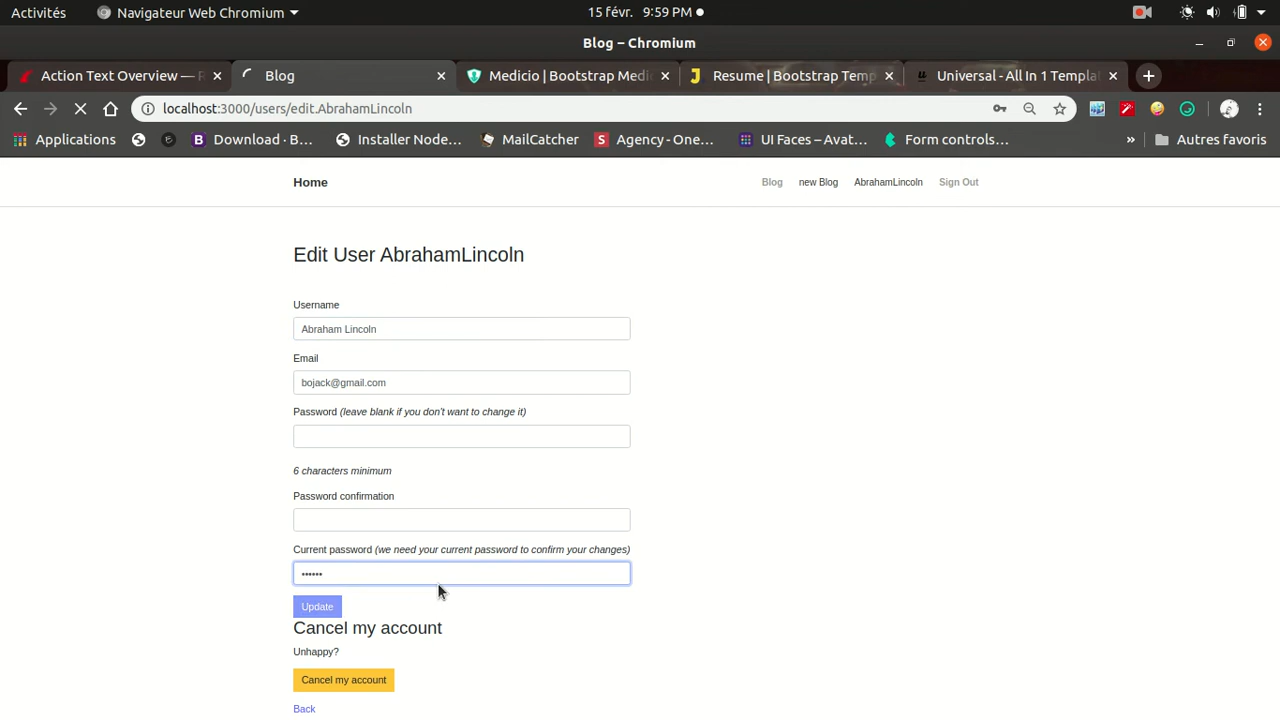 Activités Navigateur Web Chromium 15 févr. 9:59 PM
Blog – Chromium
Action Text Overview — R Blog Medicio | Bootstrap Medi Resume | Bootstrap Temp Universal - All In 1 Templat
localhost:3000/users/edit.AbrahamLincoln
Applications Download · B... Installer Node... MailCatcher Agency - One... UI Faces – Avat... Form controls... » Autres favoris
Home Blog new Blog AbrahamLincoln Sign Out
Edit User AbrahamLincoln
Username
Abraham Lincoln
Email
bojack@gmail.com
Password (leave blank if you don't want to change it)
6 characters minimum
Password confirmation
Current password (we need your current password to confirm your changes)
••••••
Update
Cancel my account
Unhappy?
Cancel my account
Back